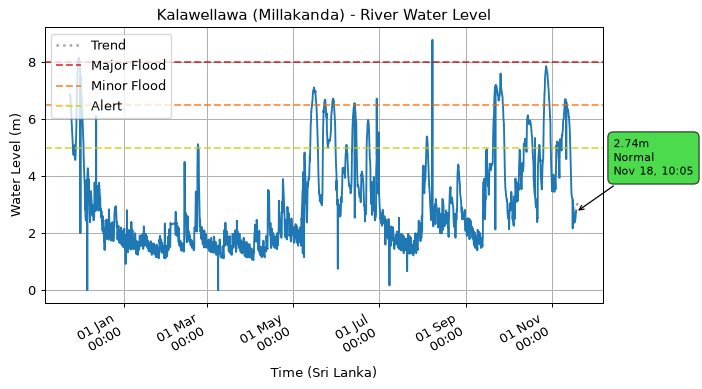 Kalawellawa (Millakanda) - River Water Level
Trend
Major Flood
Minor Flood
Alert
Water Level (m)
8
6
4
2
0
2.74m
Normal
Nov 18, 10:05
01 Jan
00:00
01 Mar
00:00
01 May
00:00
01 Jul
00:00
01 Sep
00:00
01 Nov
00:00
Time (Sri Lanka)